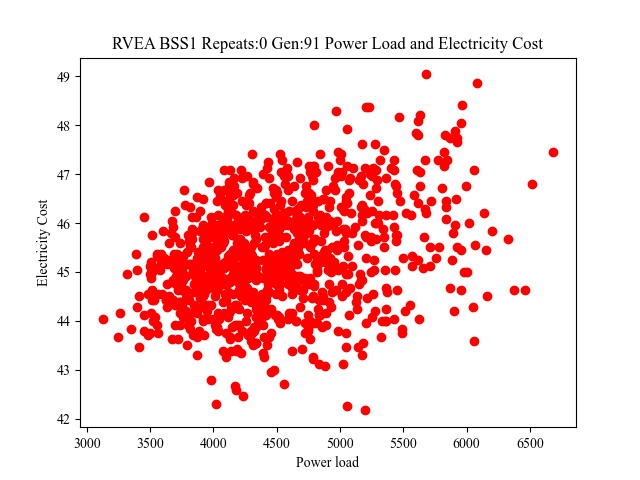 RVEA BSS1 Repeats:0 Gen:91 Power Load and Electricity Cost
49
48
47
46
45
44
43
42
Electricity Cost
3000 3500 4000 4500 5000 5500 6000 6500
Power load